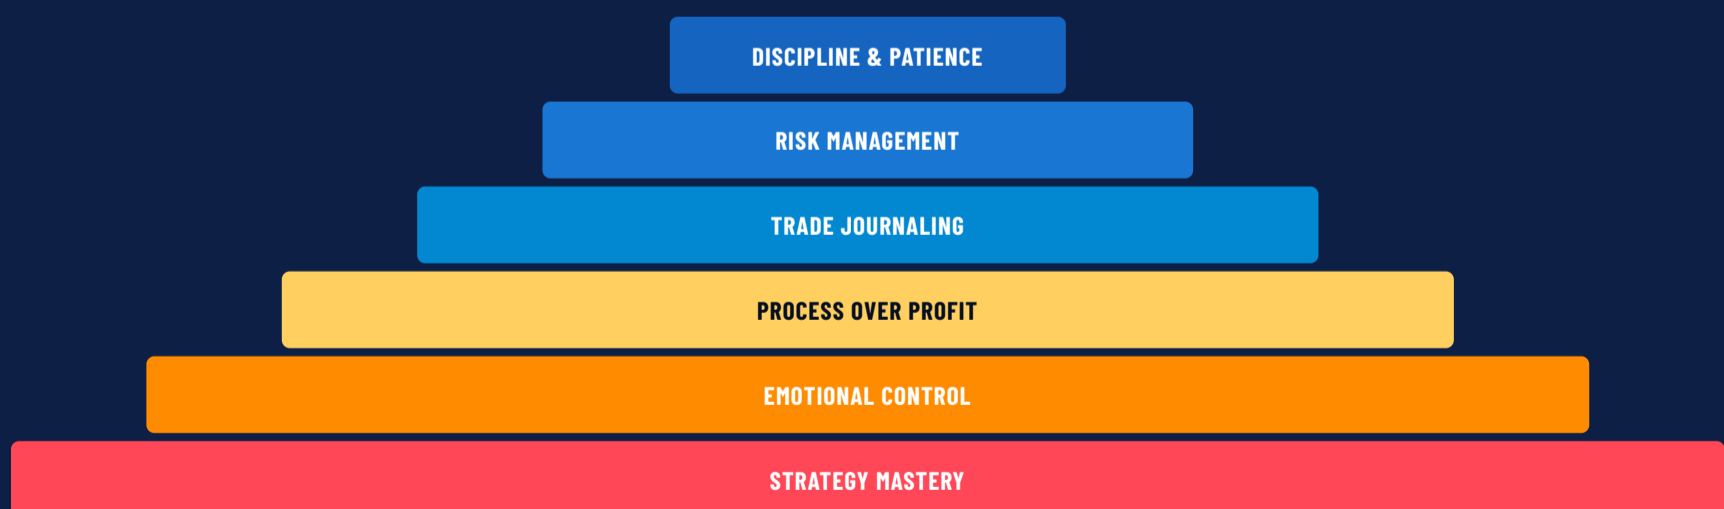 DISCIPLINE & PATIENCE
RISK MANAGEMENT
TRADE JOURNALING
PROCESS OVER PROFIT
EMOTIONAL CONTROL
STRATEGY MASTERY